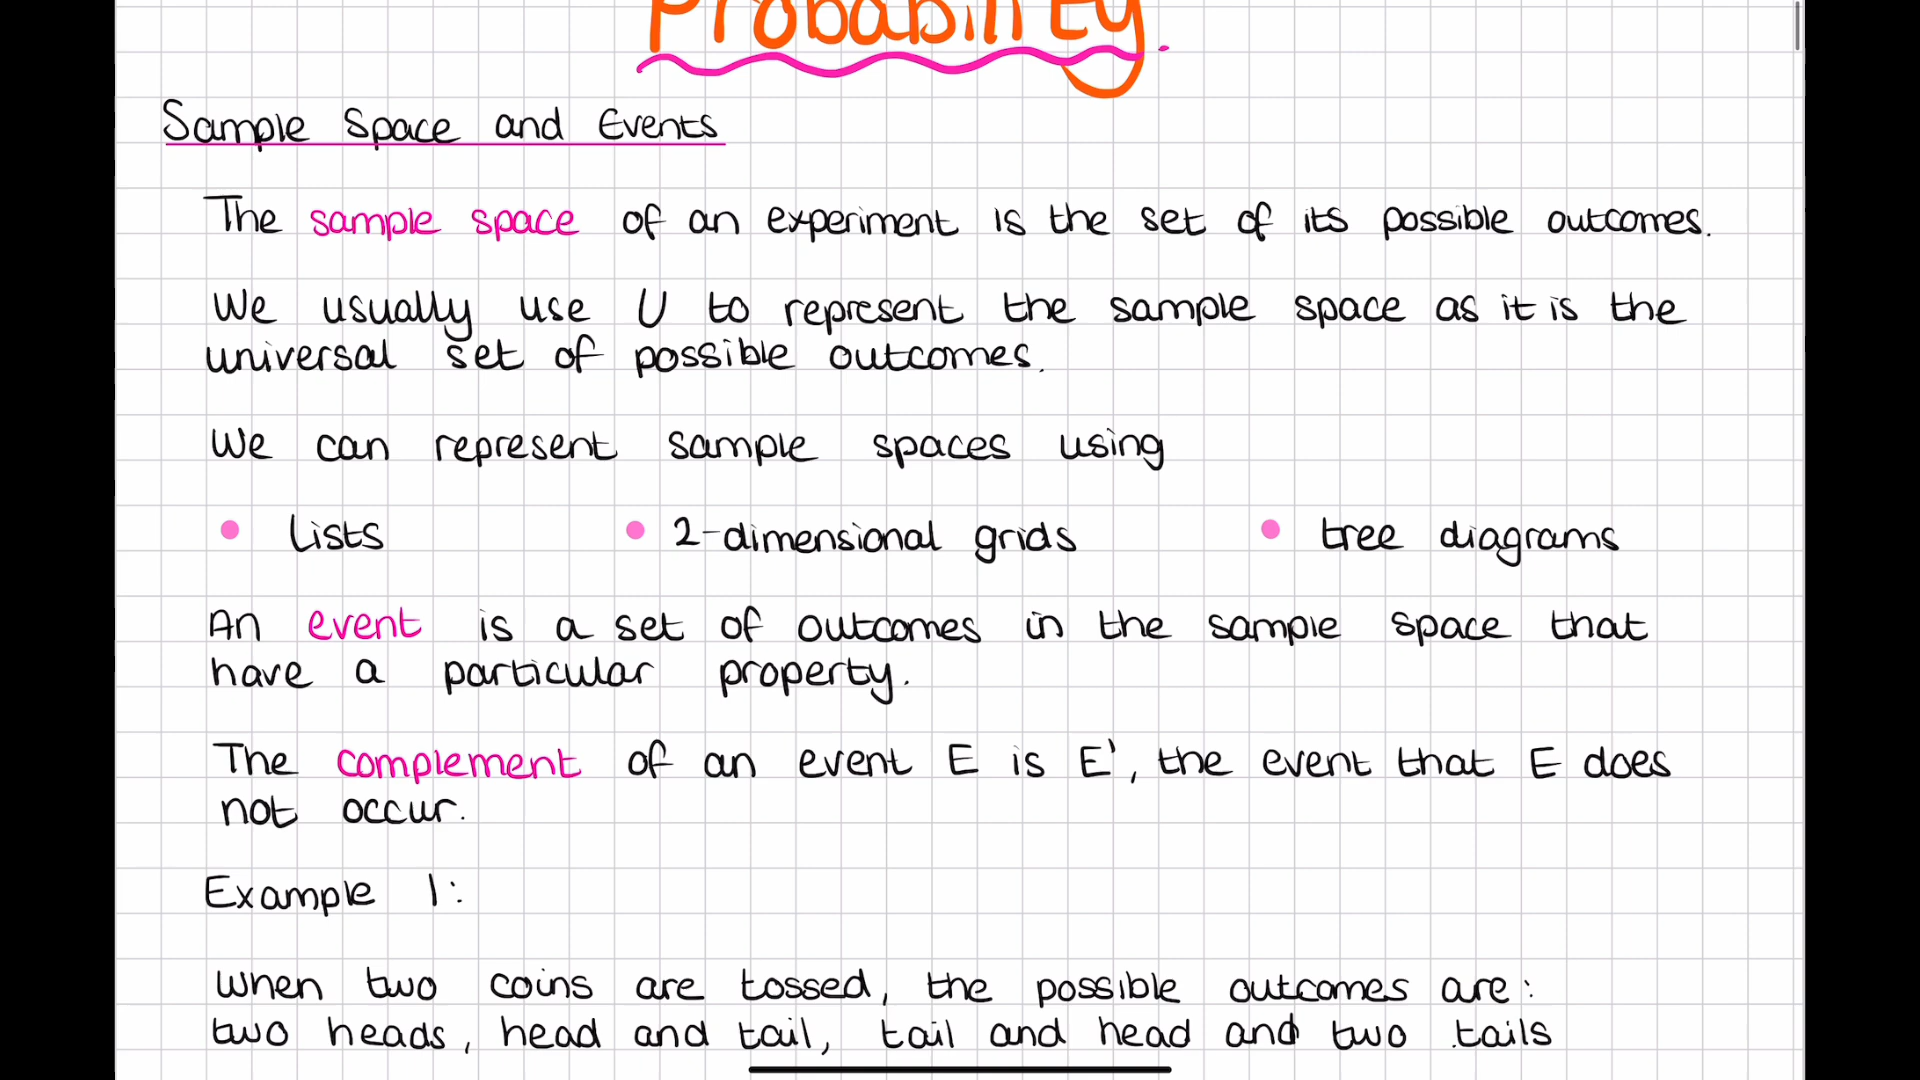 Probability.
Sample Space and Events
The sample space of an experiment is the set of its possible outcomes.
We usually use U to represent the sample space as it is the
universal set of possible outcomes.
We can represent sample spaces using
• Lists • 2-dimensional grids • tree diagrams
An event is a set of outcomes in the sample space that
have a particular property.
The complement of an event E is E', the event that E does
not occur.
Example 1:
When two coins are tossed, the possible outcomes are:
two heads, head and tail, tail and head and two tails